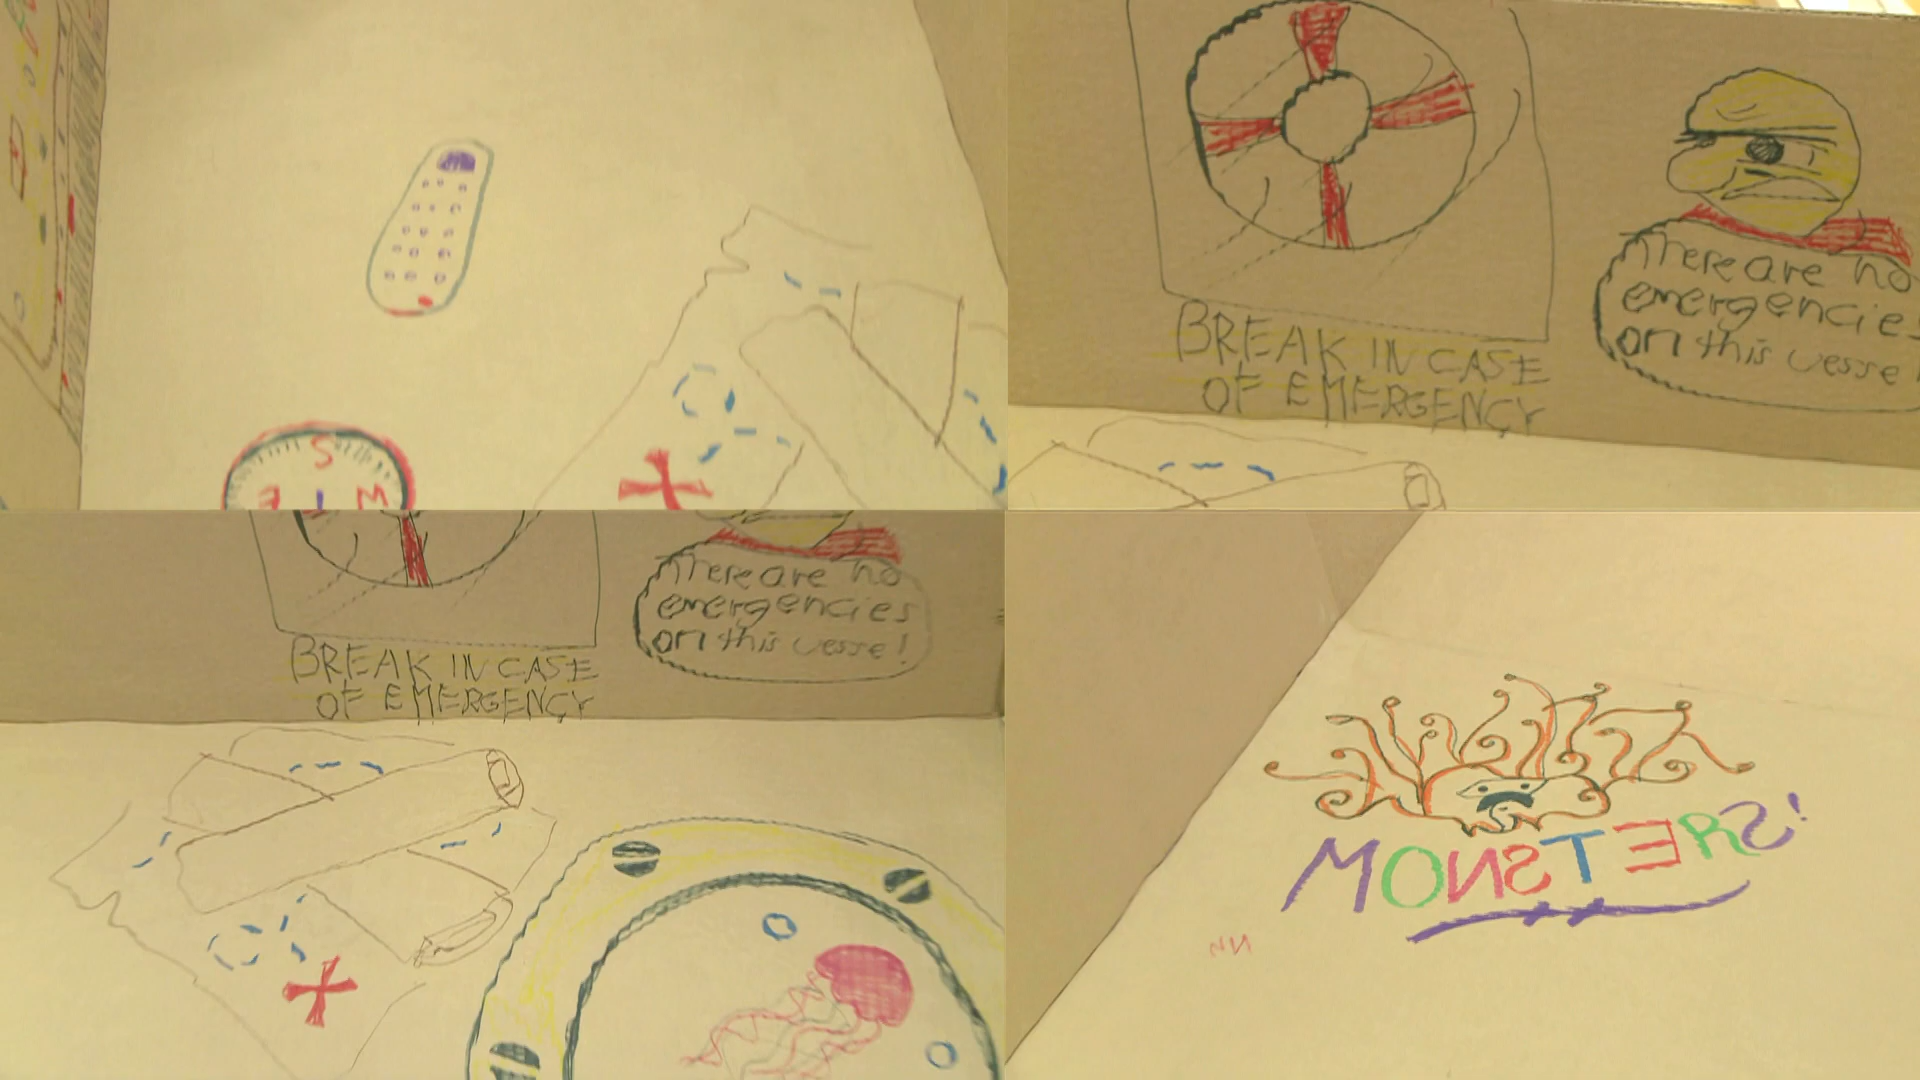 S
E W
BREAK IN CASE
OF EMERGENCY
There are no
emergencies
on this vessel
BREAK IN CASE
OF EMERGENCY
There are no
emergencies
on this vessel
MONSTERS!